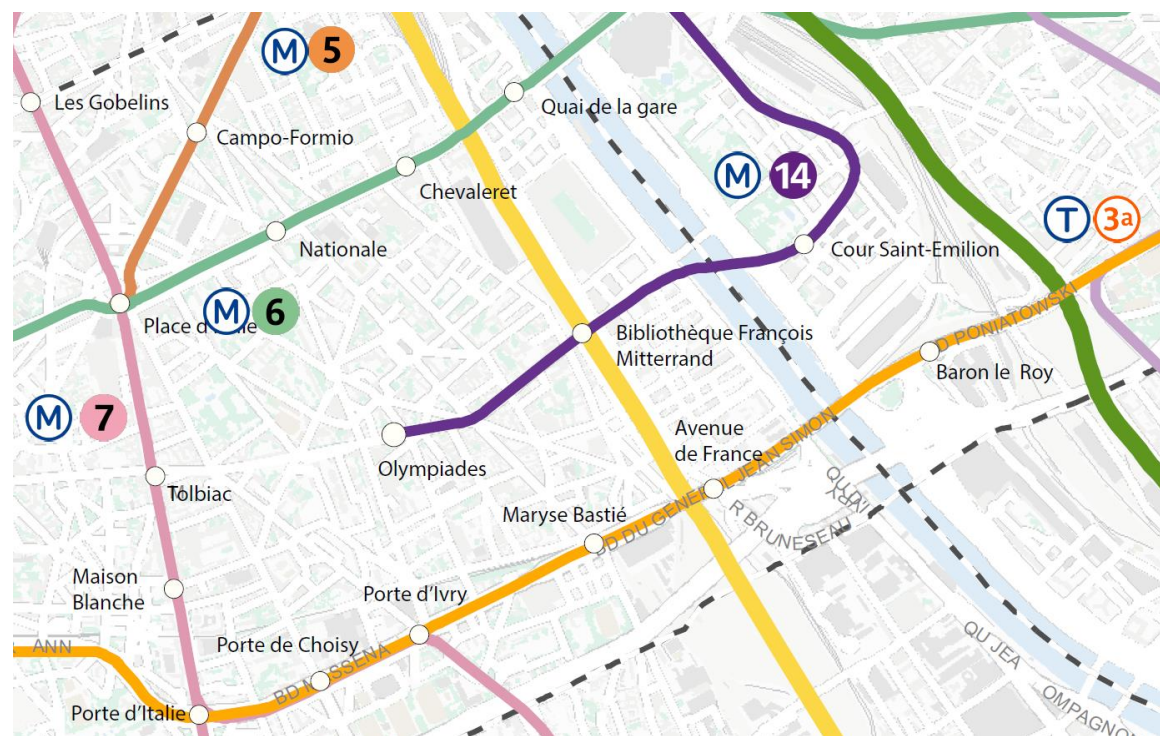 M 5
Les Gobelins
Campo-Formio
Quai de la gare
M 14
Chevaleret
T 3a
Nationale
Cour Saint-Emilion
M 6
Place d'
BD PONIATOWSKI
Bibliothèque François
Mitterrand
Baron le Roy
M 7
Avenue
de France
Olympiades
Tolbiac
Maryse Bastié
BD DU GENERAL JEAN SIMON
R BRUNESEAU
Maison
Blanche
Porte d'Ivry
Porte de Choisy
ANN
BD MASSENA
QU JEA
OMPAGNON
Porte d'Italie